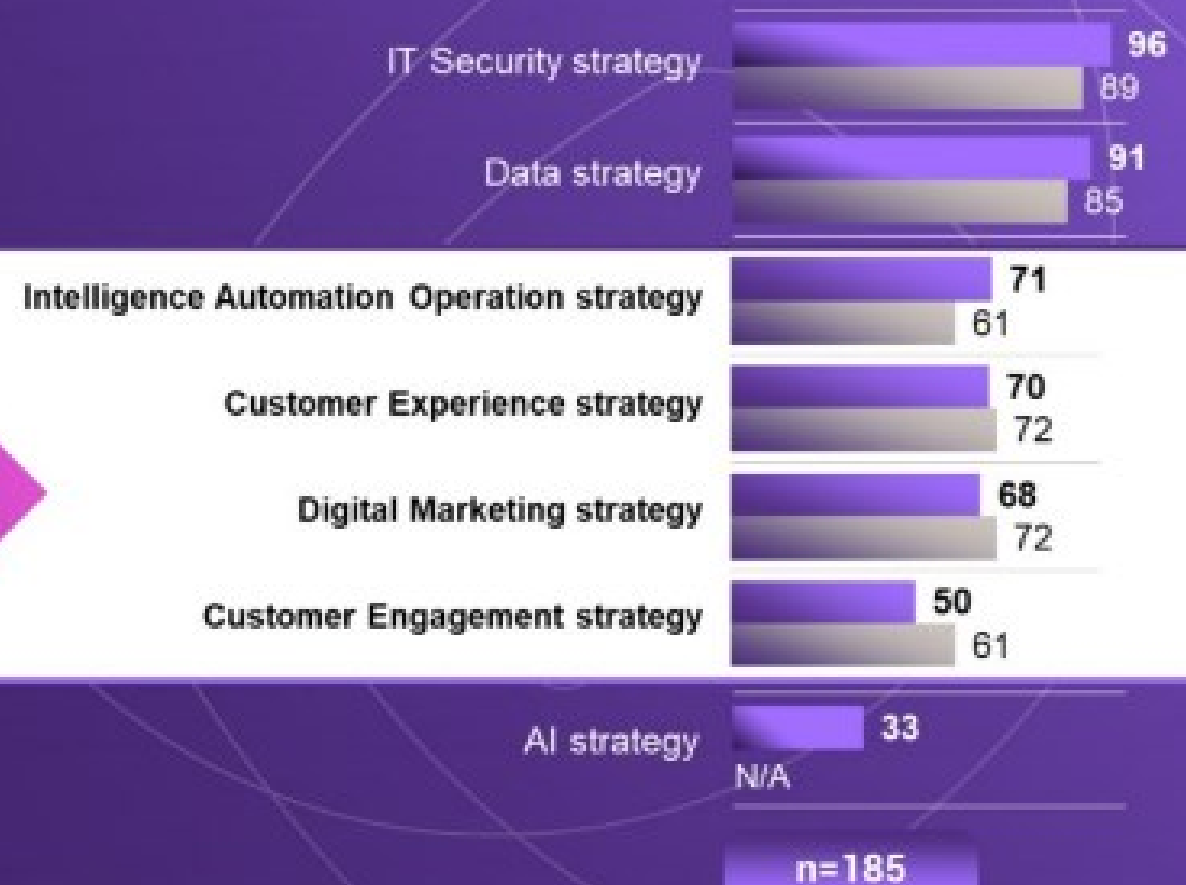 IT Security strategy
96
89
Data strategy
91
85
Intelligence Automation Operation strategy
71
61
Customer Experience strategy
70
72
Digital Marketing strategy
68
72
Customer Engagement strategy
50
61
AI strategy
33
N/A
n=185